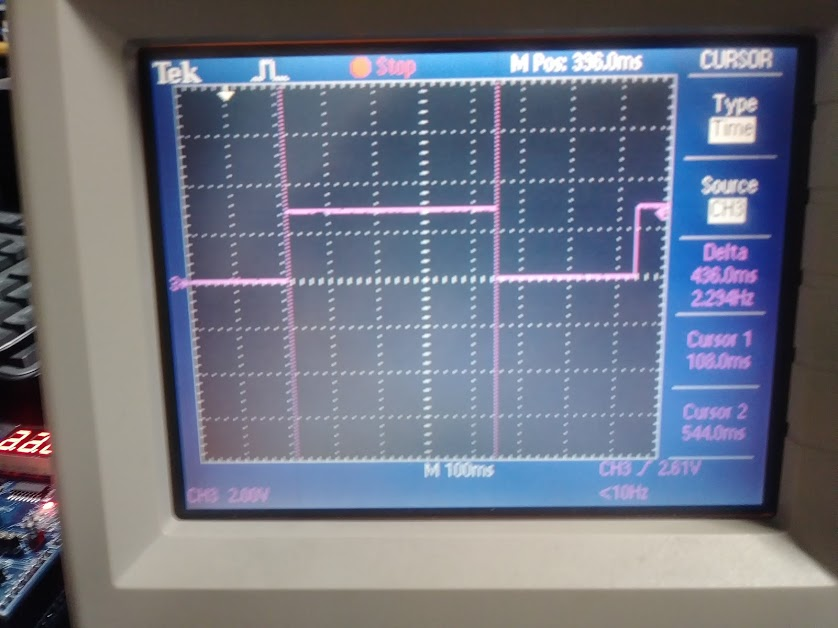 Tek
Stop
M Pos: 396.0ms
CURSOR
Type
Time
Source
CH3
Delta
436.0ms
2.294Hz
Cursor 1
108.0ms
Cursor 2
544.0ms
3
CH3 2.00V
M 100ms
CH3 / 2.61V
<10Hz